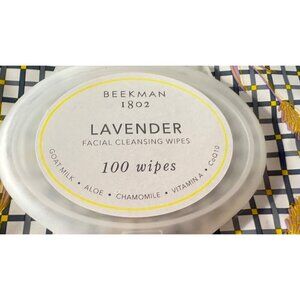 BEEKMAN
1802
LAVENDER
FACIAL CLEANSING WIPES
100 wipes
GOAT MILK • ALOE • CHAMOMILE • VITAMIN A • CoQ10